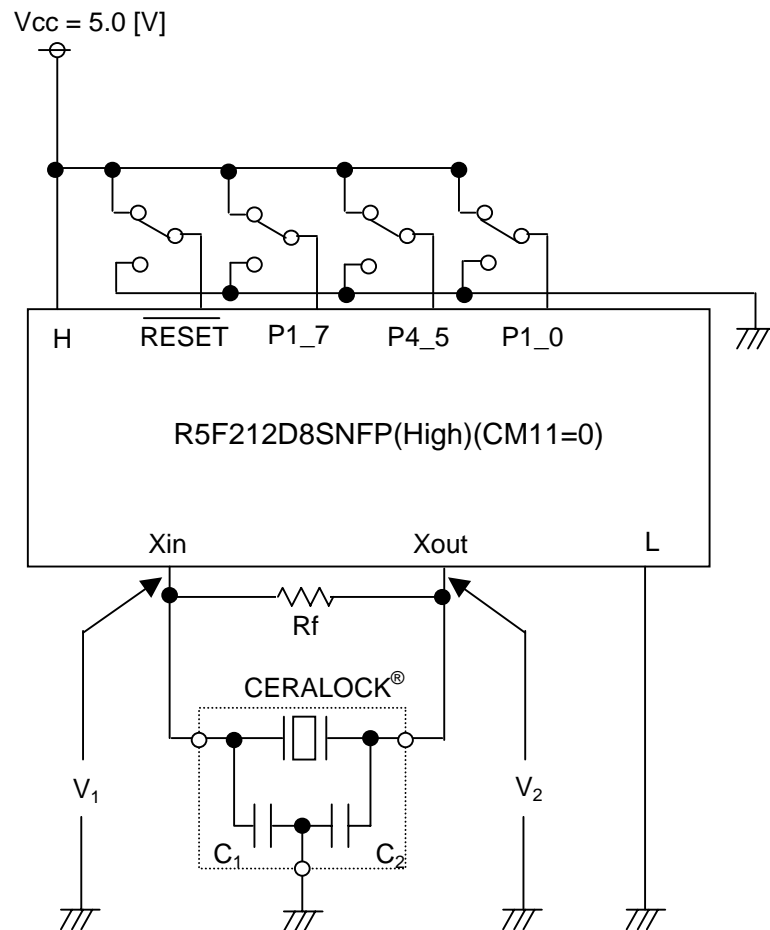 Vcc = 5.0 [V]
H RESET P1_7 P4_5 P1_0
R5F212D8SNFP(High)(CM11=0)
Xin Xout L
Rf
CERALOCK®
V₁ V₂
C₁ C₂